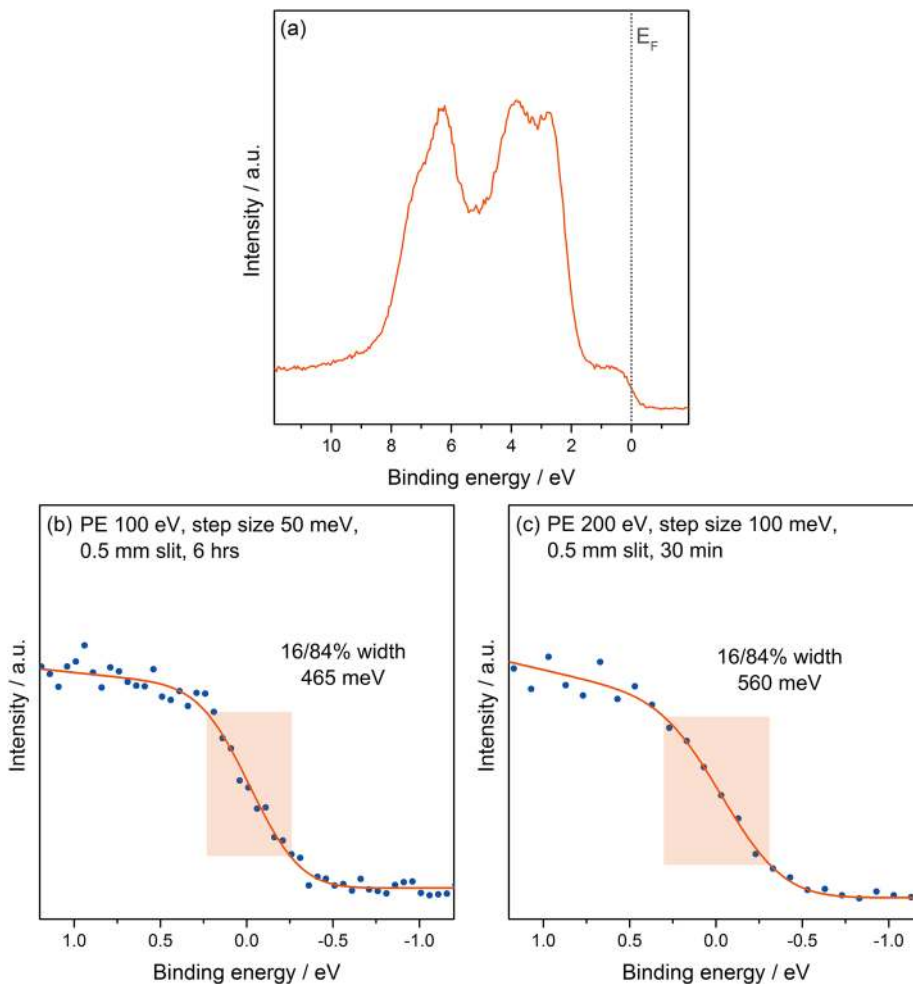 (a)
E_F
Intensity / a.u.
10 8 6 4 2 0
Binding energy / eV
(b) PE 100 eV, step size 50 meV,
0.5 mm slit, 6 hrs
16/84% width
465 meV
Intensity / a.u.
1.0 0.5 0.0 -0.5 -1.0
Binding energy / eV
(c) PE 200 eV, step size 100 meV,
0.5 mm slit, 30 min
16/84% width
560 meV
Intensity / a.u.
1.0 0.5 0.0 -0.5 -1.0
Binding energy / eV